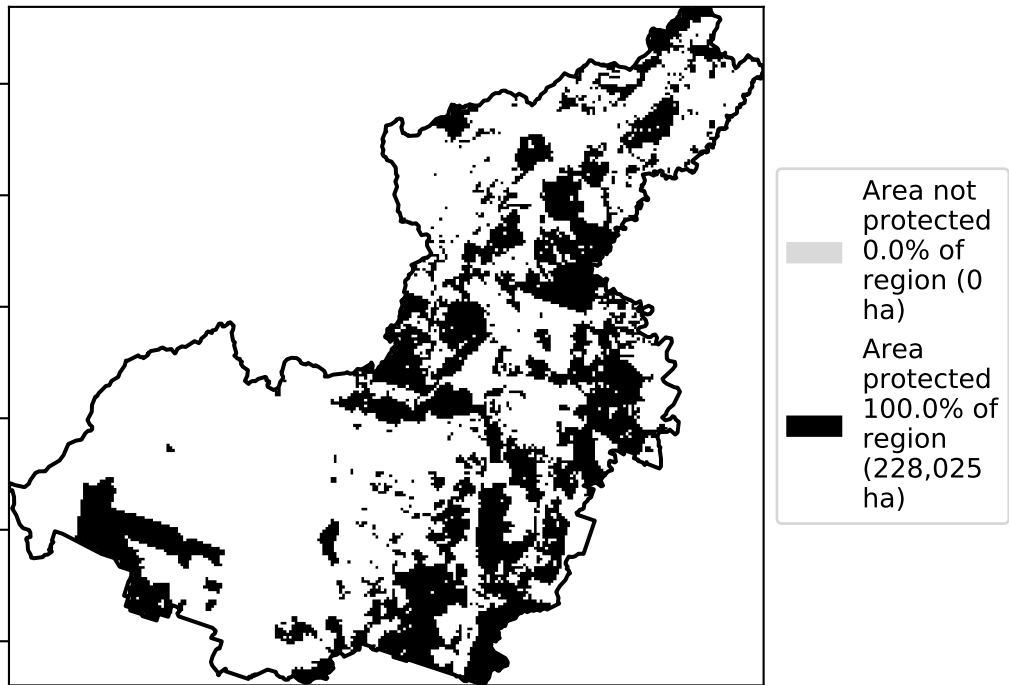 Area not
protected
0.0% of
region (0
ha)
Area
protected
100.0% of
region
(228,025
ha)